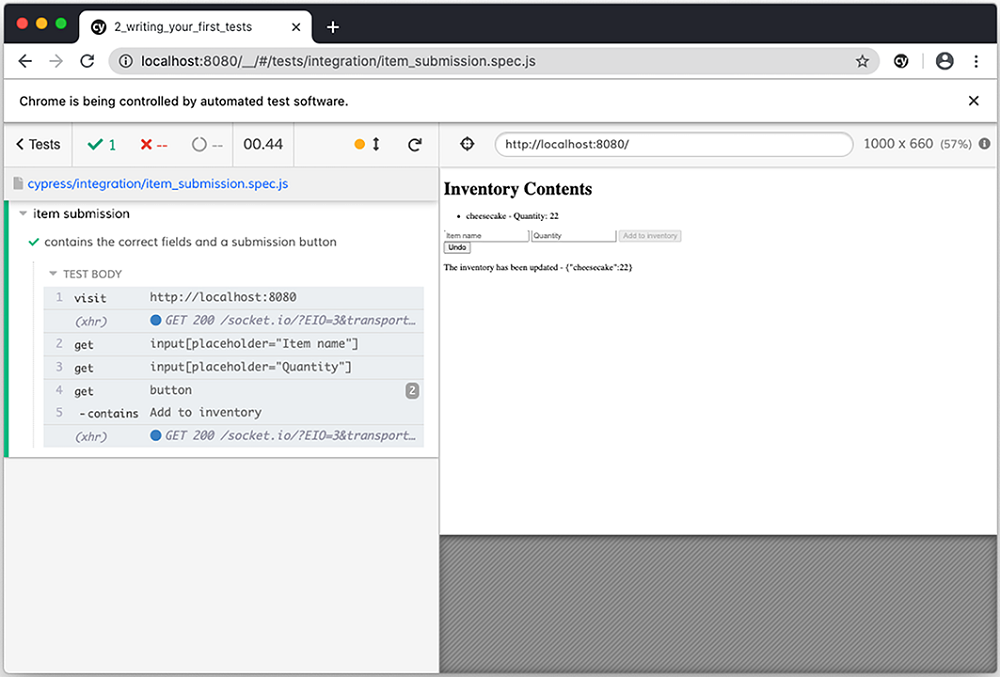 cy 2_writing_your_first_tests
localhost:8080/__/#/tests/integration/item_submission.spec.js cy
Chrome is being controlled by automated test software.
Tests 1 -- -- 00.44 http://localhost:8080/ 1000 x 660 (57%)
cypress/integration/item_submission.spec.js
item submission
contains the correct fields and a submission button
TEST BODY
1 visit http://localhost:8080
(xhr) GET 200 /socket.io/?EIO=3&transport…
2 get input[placeholder="Item name"]
3 get input[placeholder="Quantity"]
4 get button 2
5 -contains Add to inventory
(xhr) GET 200 /socket.io/?EIO=3&transport…
Inventory Contents
• cheesecake - Quantity: 22
Item name Quantity Add to inventory
Undo
The inventory has been updated - {"cheesecake":22}